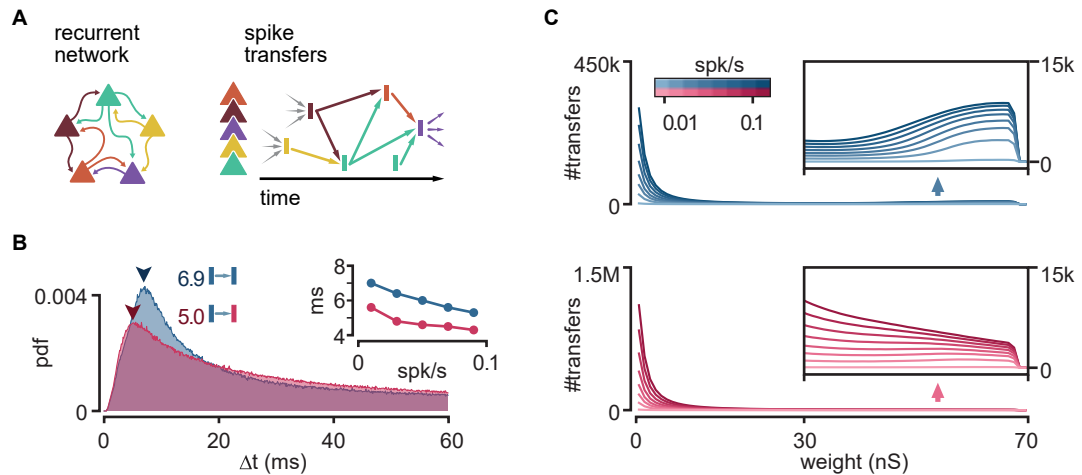 A
recurrent
network
spike
transfers
time
B
6.9
5.0
0.004
pdf
0
0
20
40
60
Δt (ms)
8
6
4
ms
0
0.1
spk/s
C
450k
#transfers
0
spk/s
0.01
0.1
15k
0
1.5M
#transfers
0
15k
0
0
30
70
weight (nS)